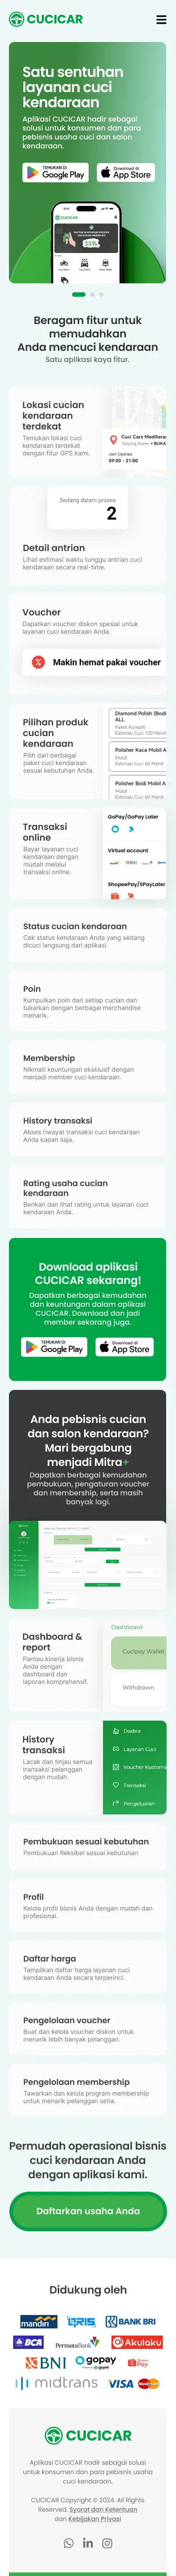 CUCICAR
Satu sentuhan
layanan cuci
kendaraan
Aplikasi CUCICAR hadir sebagai
solusi untuk konsumen dan para
pebisnis usaha cuci dan salon
kendaraan.
TEMUKAN DI
Google Play
Download di
App Store
CUCICAR
Beragam fitur untuk
memudahkan
Anda mencuci kendaraan
Satu aplikasi kaya fitur.
Lokasi cucian
kendaraan
terdekat
Temukan lokasi cuci
kendaraan terdekat
dengan fitur GPS kami.
Cuci Cars Mediteran
Tanjung Duren • BUKA
Jam Operasi
09:00 - 21:00
Sedang dalam proses
2
Detail antrian
Lihat estimasi waktu tunggu antrian cuci
kendaraan secara real-time.
Voucher
Dapatkan voucher diskon spesial untuk
layanan cuci kendaraan Anda.
Makin hemat pakai voucher
Pilihan produk
cucian
kendaraan
Pilih dari berbagai
paket cuci kendaraan
sesuai kebutuhan Anda.
Diamond Polish (Bodi
ALL
Paket Komplit
Estimasi Cuci 120 Menit
Polisher Kaca Mobil A
Mobil
Estimasi Cuci 60 Menit
Polisher Bodi Mobil A
Mobil
Estimasi Cuci 60 Menit
Transaksi
online
Bayar layanan cuci
kendaraan dengan
mudah melalui
transaksi online.
GoPay/GoPay Later
Virtual account
ShopeePay/SPayLater
Status cucian kendaraan
Cek status kendaraan Anda yang sedang
dicuci langsung dari aplikasi.
Poin
Kumpulkan poin dari setiap cucian dan
tukarkan dengan berbagai merchandise
menarik.
Membership
Nikmati keuntungan eksklusif dengan
menjadi member cuci kendaraan.
History transaksi
Akses riwayat transaksi cuci kendaraan
Anda kapan saja.
Rating usaha cucian
kendaraan
Berikan dan lihat rating untuk layanan cuci
kendaraan Anda.
Download aplikasi
CUCICAR sekarang!
Dapatkan berbagai kemudahan
dan keuntungan dalam aplikasi
CUCICAR. Download dan jadi
member sekarang juga.
TEMUKAN DI
Google Play
Download di
App Store
Anda pebisnis cucian
dan salon kendaraan?
Mari bergabung
menjadi Mitra+
Dapatkan berbagai kemudahan
pembukuan, pengaturan voucher
dan membership, serta masih
banyak lagi.
Dashboard &
report
Pantau kinerja bisnis
Anda dengan
dashboard dan
laporan komprehensif.
Dashboard
Cucipay Wallet
Withdrawn
History
transaksi
Lacak dan tinjau semua
transaksi pelanggan
dengan mudah.
Dasbor
Layanan Cuci
Voucher Kustome
Transaksi
Pengeluaran
Pembukuan sesuai kebutuhan
Pembukuan fleksibel sesuai kebutuhan
Profil
Kelola profil bisnis Anda dengan mudah dan
profesional.
Daftar harga
Tampilkan daftar harga layanan cuci
kendaraan Anda secara terperinci.
Pengelolaan voucher
Buat dan kelola voucher diskon untuk
menarik lebih banyak pelanggan.
Pengelolaan membership
Tawarkan dan kelola program membership
untuk menarik pelanggan setia.
Permudah operasional bisnis
cuci kendaraan Anda
dengan aplikasi kami.
Daftarkan usaha Anda
Didukung oleh
mandiri
QRIS
BANK BRI
BCA
PermataBank
Akulaku
BNI
gopay
Pay
midtrans
VISA
MasterCard
CUCICAR
Aplikasi CUCICAR hadir sebagai solusi
untuk konsumen dan para pebisnis usaha
cuci kendaraan.
CUCICAR Copyright © 2024. All Rights
Reserved. Syarat dan Ketentuan
dan Kebijakan Privasi